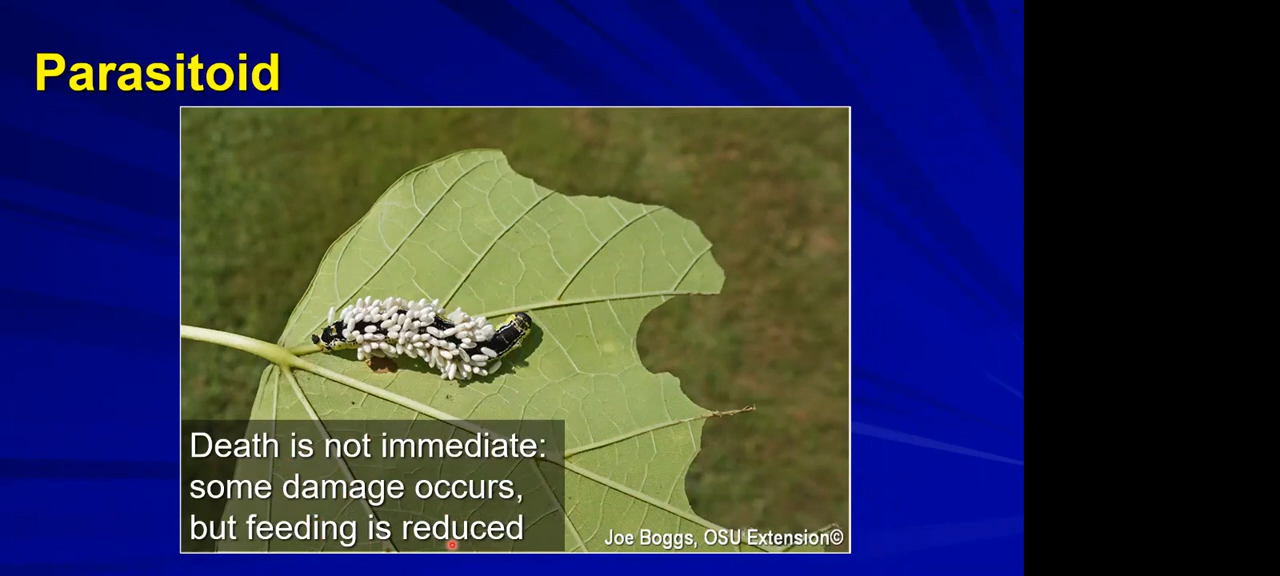 Parasitoid
Death is not immediate:
some damage occurs,
but feeding is reduced
Joe Boggs, OSU Extension©